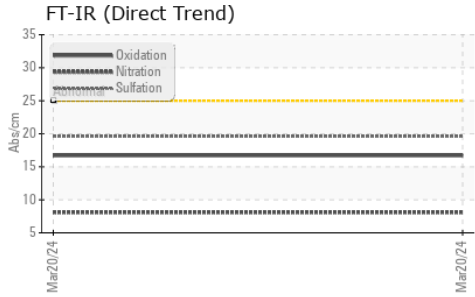 FT-IR (Direct Trend)
35
30
25
20
15
10
5
Abs/cm
Oxidation
Nitration
Sulfation
Abnormal
Mar20/24
Mar20/24